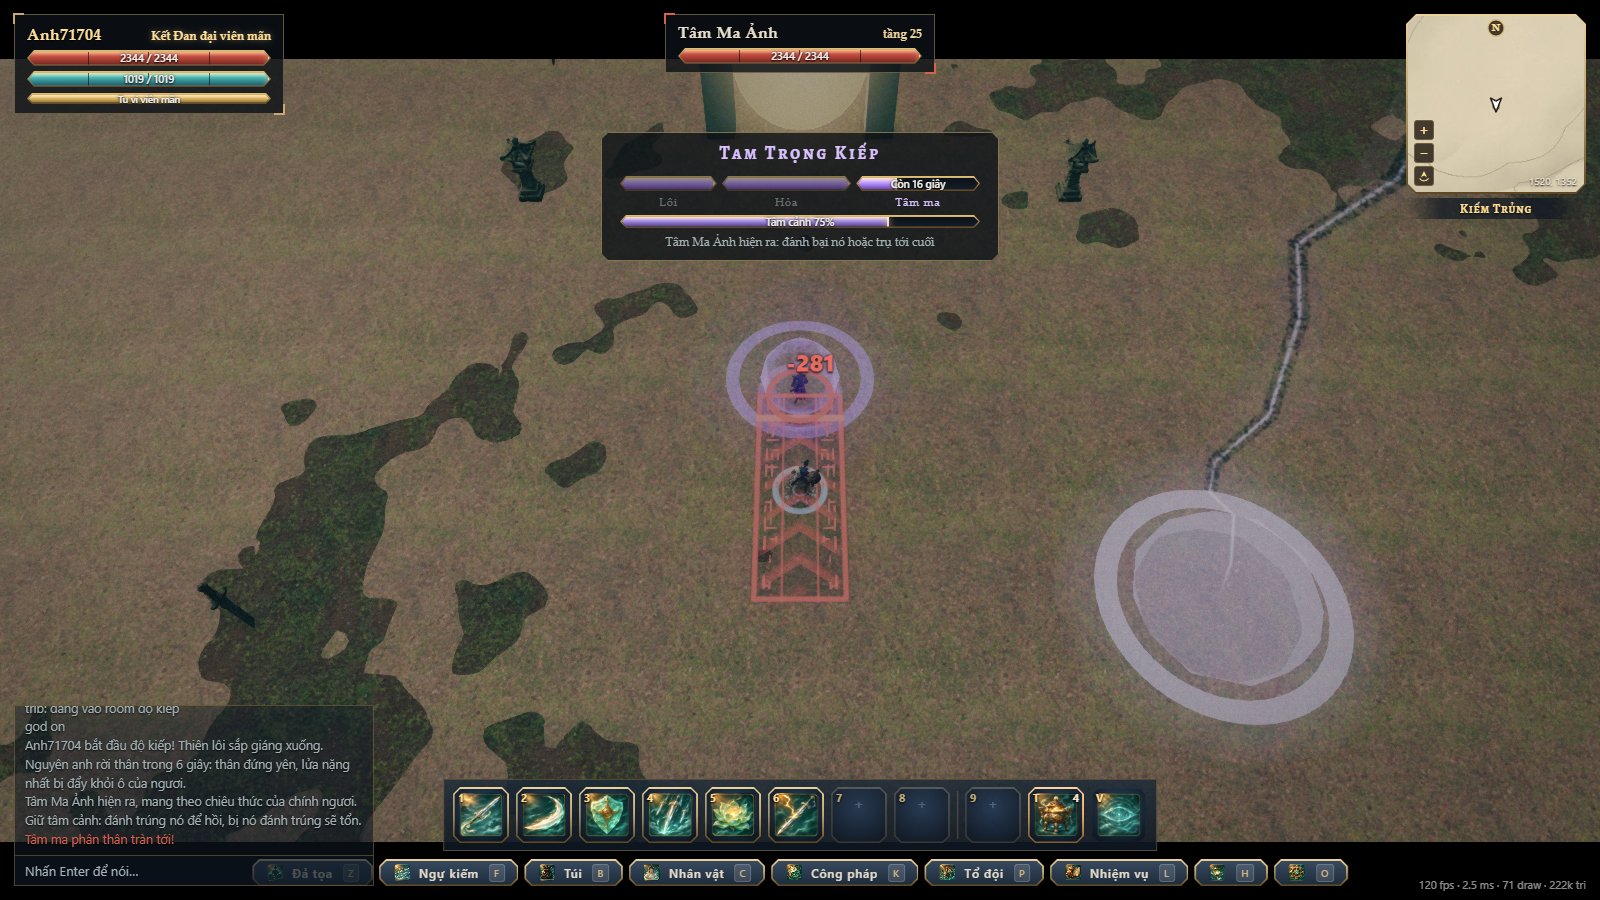 Anh71704 Kết Đan đại viên mãn
2344 / 2344
1019 / 1019
Tu vi viên mãn
Tâm Ma Ảnh tầng 25
2344 / 2344
N
+
−
1520, 1352
Kiếm Trủng
Tam Trọng Kiếp
Còn 16 giây
Lôi Hỏa Tâm ma
Tâm cảnh 75%
Tâm Ma Ảnh hiện ra: đánh bại nó hoặc trụ tới cuối
-281
trib: đang vào room độ kiếp
god on
Anh71704 bắt đầu độ kiếp! Thiên lôi sắp giáng xuống.
Nguyên anh rời thân trong 6 giây: thân đứng yên, lửa nặng
nhất bị đẩy khỏi ô của ngươi.
Tâm Ma Ảnh hiện ra, mang theo chiêu thức của chính ngươi.
Giữ tâm cảnh: đánh trúng nó để hồi, bị nó đánh trúng sẽ tổn.
Tâm ma phân thân tràn tới!
Nhấn Enter để nói...
1 2 3 4 5 6 7 + 8 + 9 + T 4 V
Đả tọa Z
Ngự kiếm F
Túi B
Nhân vật C
Công pháp K
Tổ đội P
Nhiệm vụ L
H
O
120 fps · 2.5 ms · 71 draw · 222k tri